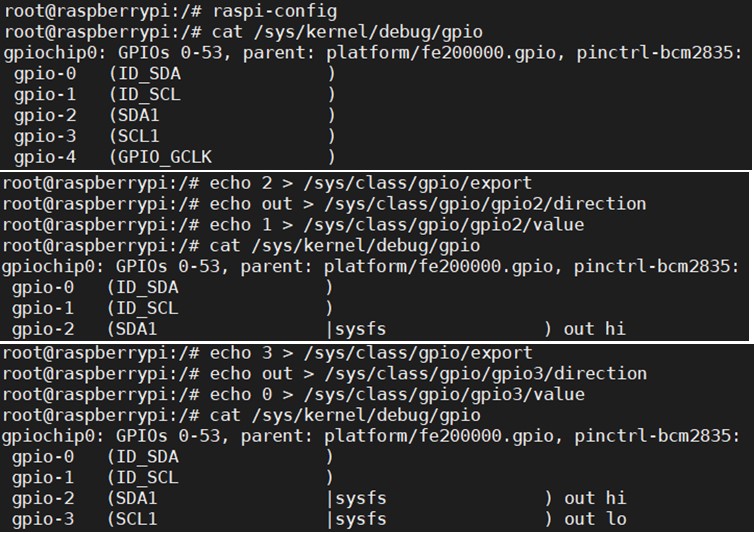 root@raspberrypi:/# raspi-config
root@raspberrypi:/# cat /sys/kernel/debug/gpio
gpiochip0: GPIOs 0-53, parent: platform/fe200000.gpio, pinctrl-bcm2835:
 gpio-0   (ID_SDA              )
 gpio-1   (ID_SCL              )
 gpio-2   (SDA1                )
 gpio-3   (SCL1                )
 gpio-4   (GPIO_GCLK           )
root@raspberrypi:/# echo 2 > /sys/class/gpio/export
root@raspberrypi:/# echo out > /sys/class/gpio/gpio2/direction
root@raspberrypi:/# echo 1 > /sys/class/gpio/gpio2/value
root@raspberrypi:/# cat /sys/kernel/debug/gpio
gpiochip0: GPIOs 0-53, parent: platform/fe200000.gpio, pinctrl-bcm2835:
 gpio-0   (ID_SDA              )
 gpio-1   (ID_SCL              )
 gpio-2   (SDA1                |sysfs               ) out hi
root@raspberrypi:/# echo 3 > /sys/class/gpio/export
root@raspberrypi:/# echo out > /sys/class/gpio/gpio3/direction
root@raspberrypi:/# echo 0 > /sys/class/gpio/gpio3/value
root@raspberrypi:/# cat /sys/kernel/debug/gpio
gpiochip0: GPIOs 0-53, parent: platform/fe200000.gpio, pinctrl-bcm2835:
 gpio-0   (ID_SDA              )
 gpio-1   (ID_SCL              )
 gpio-2   (SDA1                |sysfs               ) out hi
 gpio-3   (SCL1                |sysfs               ) out lo